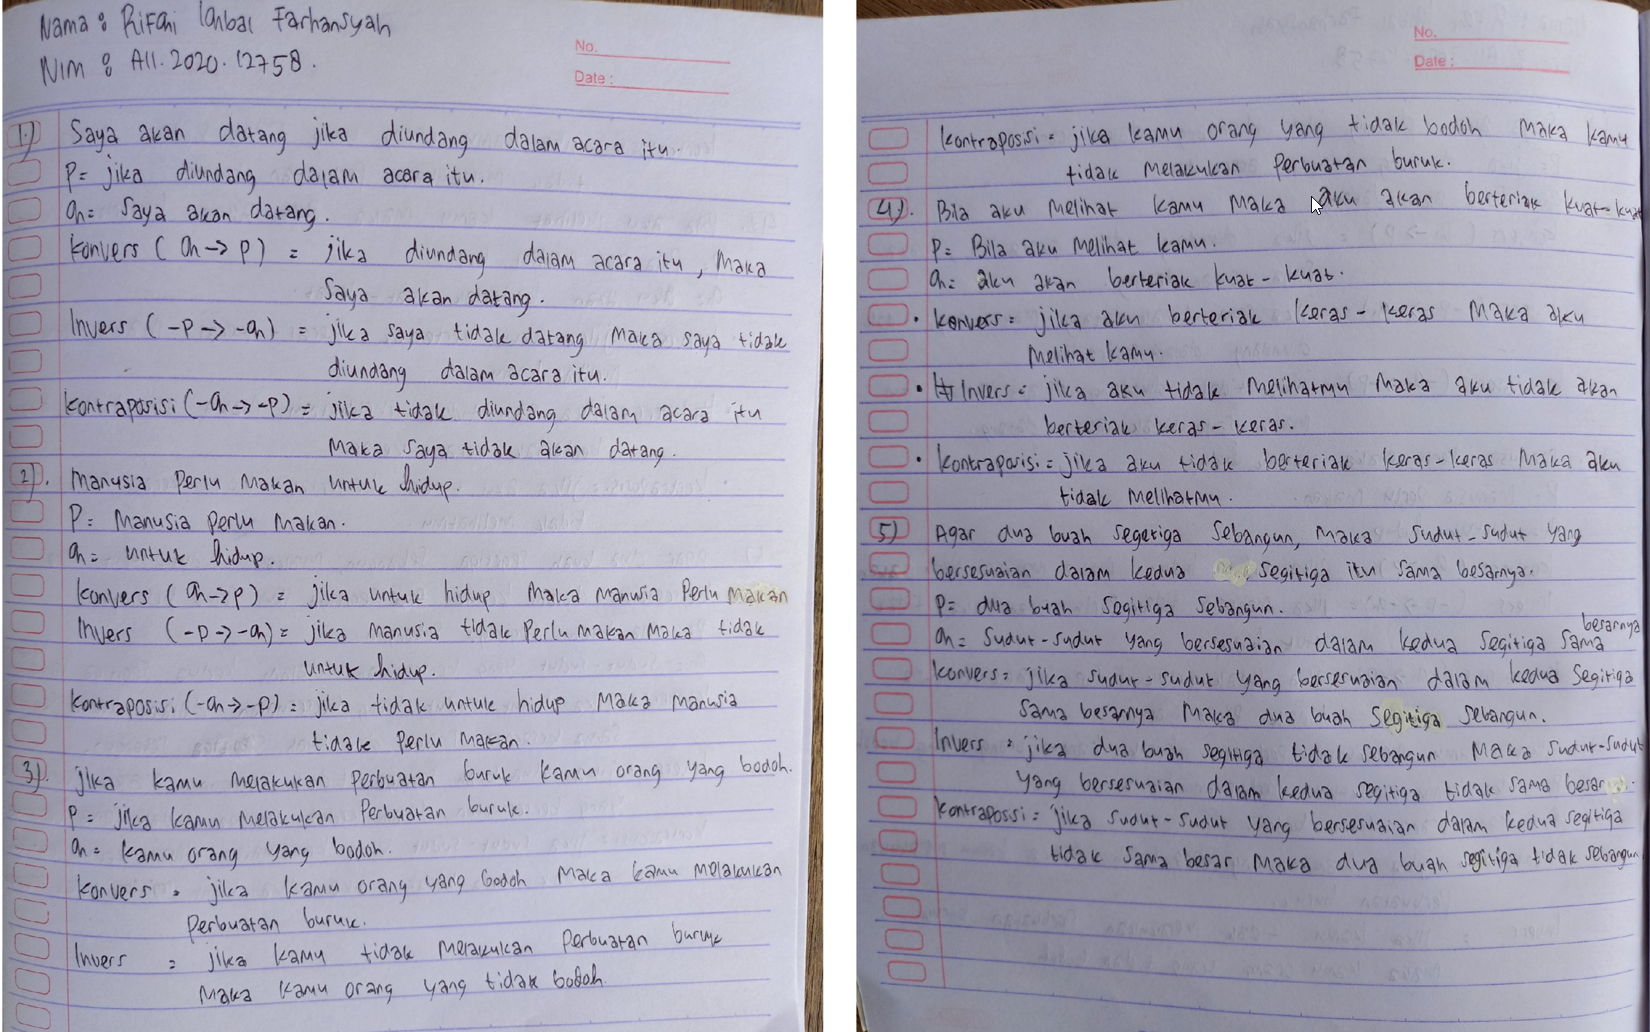 Nama : Rifqi Iqbal Farhansyah
NIM : A11.2020.12758.
No.
Date :
1) Saya akan datang jika diundang dalam acara itu.
P= jika diundang dalam acara itu.
q= Saya akan datang.
Konvers (q→p) = jika diundang dalam acara itu, maka
Saya akan datang.
Invers (-p→-q) = jika saya tidak datang maka saya tidak
diundang dalam acara itu.
kontraposisi (-q→-p) = jika tidak diundang dalam acara itu
maka saya tidak akan datang.
2). Manusia Perlu makan untuk hidup.
P= Manusia perlu makan.
q= untuk hidup.
Konvers (q→p) = jika untuk hidup maka manusia perlu makan
Invers (-p→-q) = jika manusia tidak perlu makan maka tidak
untuk hidup.
Kontraposisi (-q→-p) = jika tidak untuk hidup maka manusia
tidak perlu makan.
3). jika kamu melakukan perbuatan buruk kamu orang yang bodoh.
P = jika kamu melakukan perbuatan buruk.
q = kamu orang yang bodoh.
Konvers = jika kamu orang yang bodoh maka kamu melakukan
perbuatan buruk.
Invers = jika kamu tidak melakukan perbuatan buruk
maka kamu orang yang tidak bodoh.
No.
Date :
kontraposisi = jika kamu orang yang tidak bodoh maka kamu
tidak melakukan perbuatan buruk.
4). Bila aku melihat kamu maka aku akan berteriak kuat-kuat
P= Bila aku melihat kamu.
q= aku akan berteriak kuat-kuat.
• konvers = jika aku berteriak keras-keras maka aku
melihat kamu.
• Invers = jika aku tidak melihatmu maka aku tidak akan
berteriak keras-keras.
• kontraposisi = jika aku tidak berteriak keras-keras maka aku
tidak melihatmu.
5) Agar dua buah segetiga sebangun, maka sudut-sudut yang
bersesuaian dalam kedua segitiga itu sama besarnya.
P= dua buah segitiga sebangun.
q= sudut-sudut yang bersesuaian dalam kedua segitiga sama besarnya
Konvers = jika sudut-sudut yang bersesuaian dalam kedua segitiga
sama besarnya maka dua buah segitiga sebangun.
Invers = jika dua buah segitiga tidak sebangun maka sudut-sudut
yang bersesuaian dalam kedua segitiga tidak sama besar
kontrapossi = jika sudut-sudut yang bersesuaian dalam kedua segitiga
tidak sama besar maka dua buah segitiga tidak sebangun